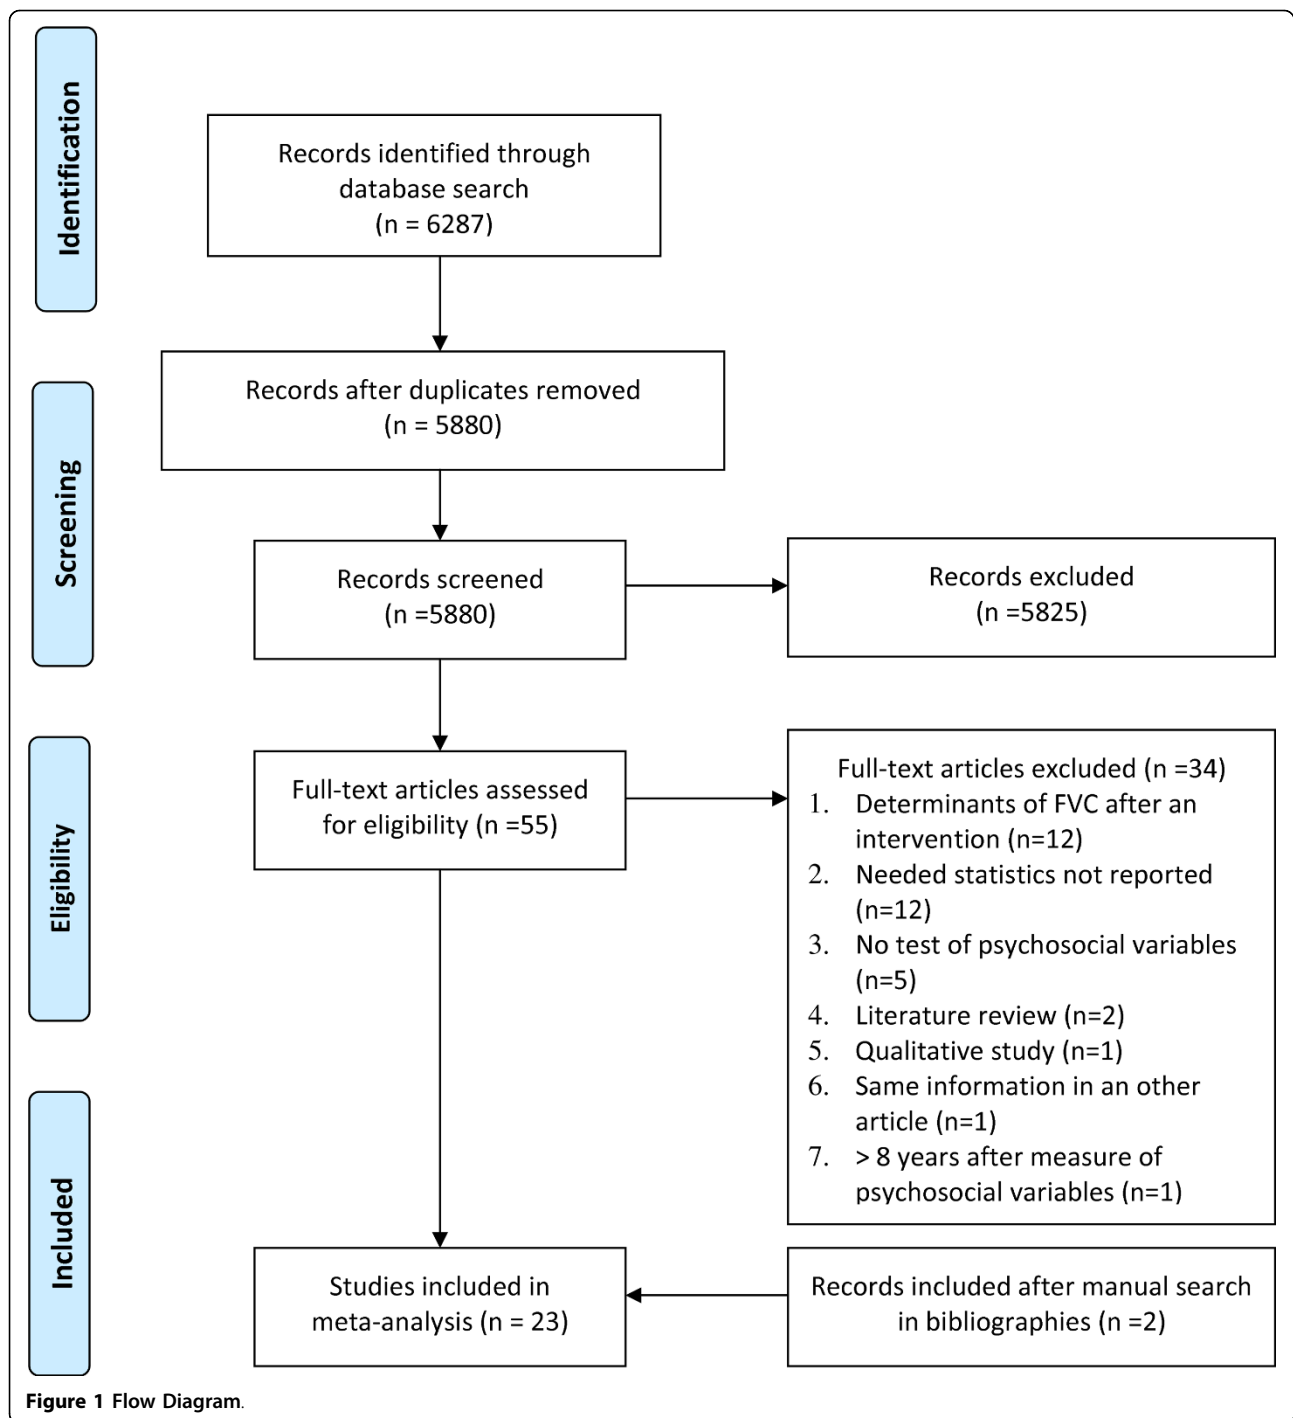 Identification
Records identified through
database search
(n = 6287)
Records after duplicates removed
(n = 5880)
Screening
Records screened
(n =5880)
Records excluded
(n =5825)
Eligibility
Full-text articles assessed
for eligibility (n =55)
Full-text articles excluded (n =34)
1. Determinants of FVC after an
intervention (n=12)
2. Needed statistics not reported
(n=12)
3. No test of psychosocial variables
(n=5)
4. Literature review (n=2)
5. Qualitative study (n=1)
6. Same information in an other
article (n=1)
7. > 8 years after measure of
psychosocial variables (n=1)
Included
Studies included in
meta-analysis (n = 23)
Records included after manual search
in bibliographies (n =2)
Figure 1 Flow Diagram.